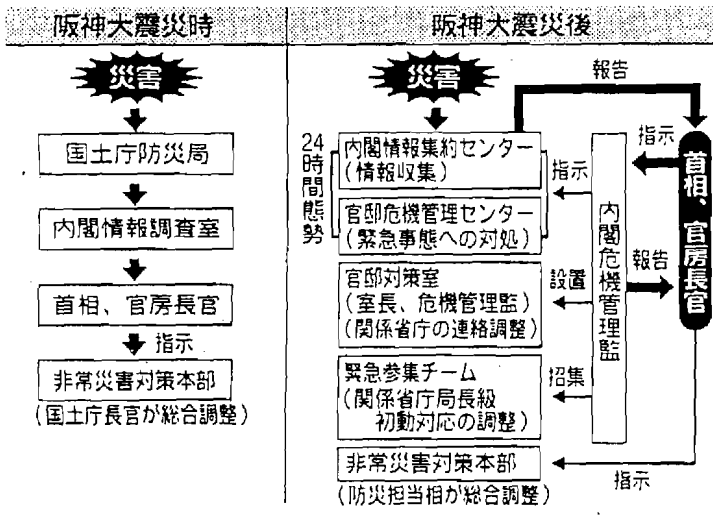 阪神大震災時
災害
国土庁防災局
内閣情報調査室
首相、官房長官
指示
非常災害対策本部
(国土庁長官が総合調整)
阪神大震災後
災害
報告
24時間態勢
内閣情報集約センター
(情報収集)
官邸危機管理センター
(緊急事態への対処)
官邸対策室
(室長、危機管理監)
(関係省庁の連絡調整)
緊急参集チーム
(関係省庁局長級
初動対応の調整)
非常災害対策本部
(防災担当相が総合調整)
指示
設置
招集
内閣危機管理監
指示
報告
首相、官房長官
指示